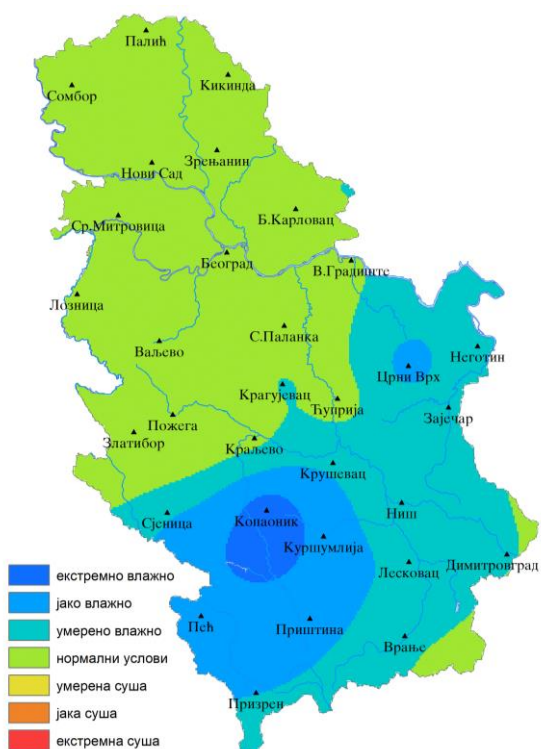 Палић
Кикинда
Сомбор
Зрењанин
Нови Сад
Б.Карловац
Ср.Митровица
Београд
В.Градиште
Лозница
С.Паланка
Ваљево
Неготин
Црни Врх
Крагујевац
Ћуприја
Зајечар
Пожега
Златибор
Краљево
Крушевац
Сјеница
Копаоник
Ниш
Куршумлија
Димитровград
Лесковац
екстремно влажно
јако влажно
Пећ
Приштина
умерено влажно
Врање
нормални услови
умерена суша
Призрен
јака суша
екстремна суша